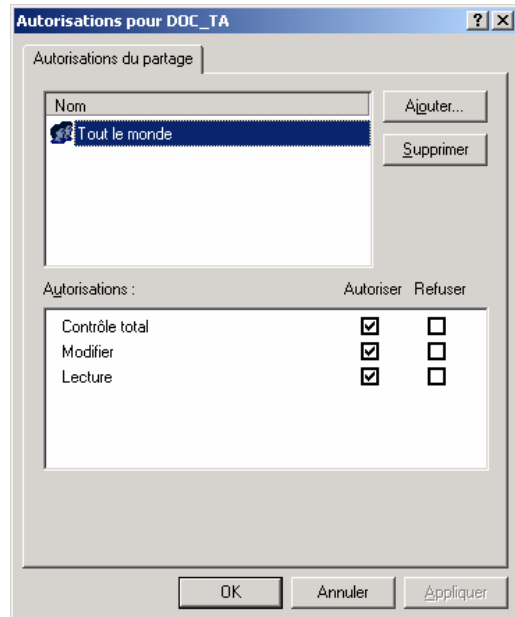 Autorisations pour DOC_TA
Autorisations du partage
Nom
Ajouter...
Tout le monde
Supprimer
Autorisations :
Autoriser Refuser
Contrôle total
Modifier
Lecture
OK
Annuler
Appliquer